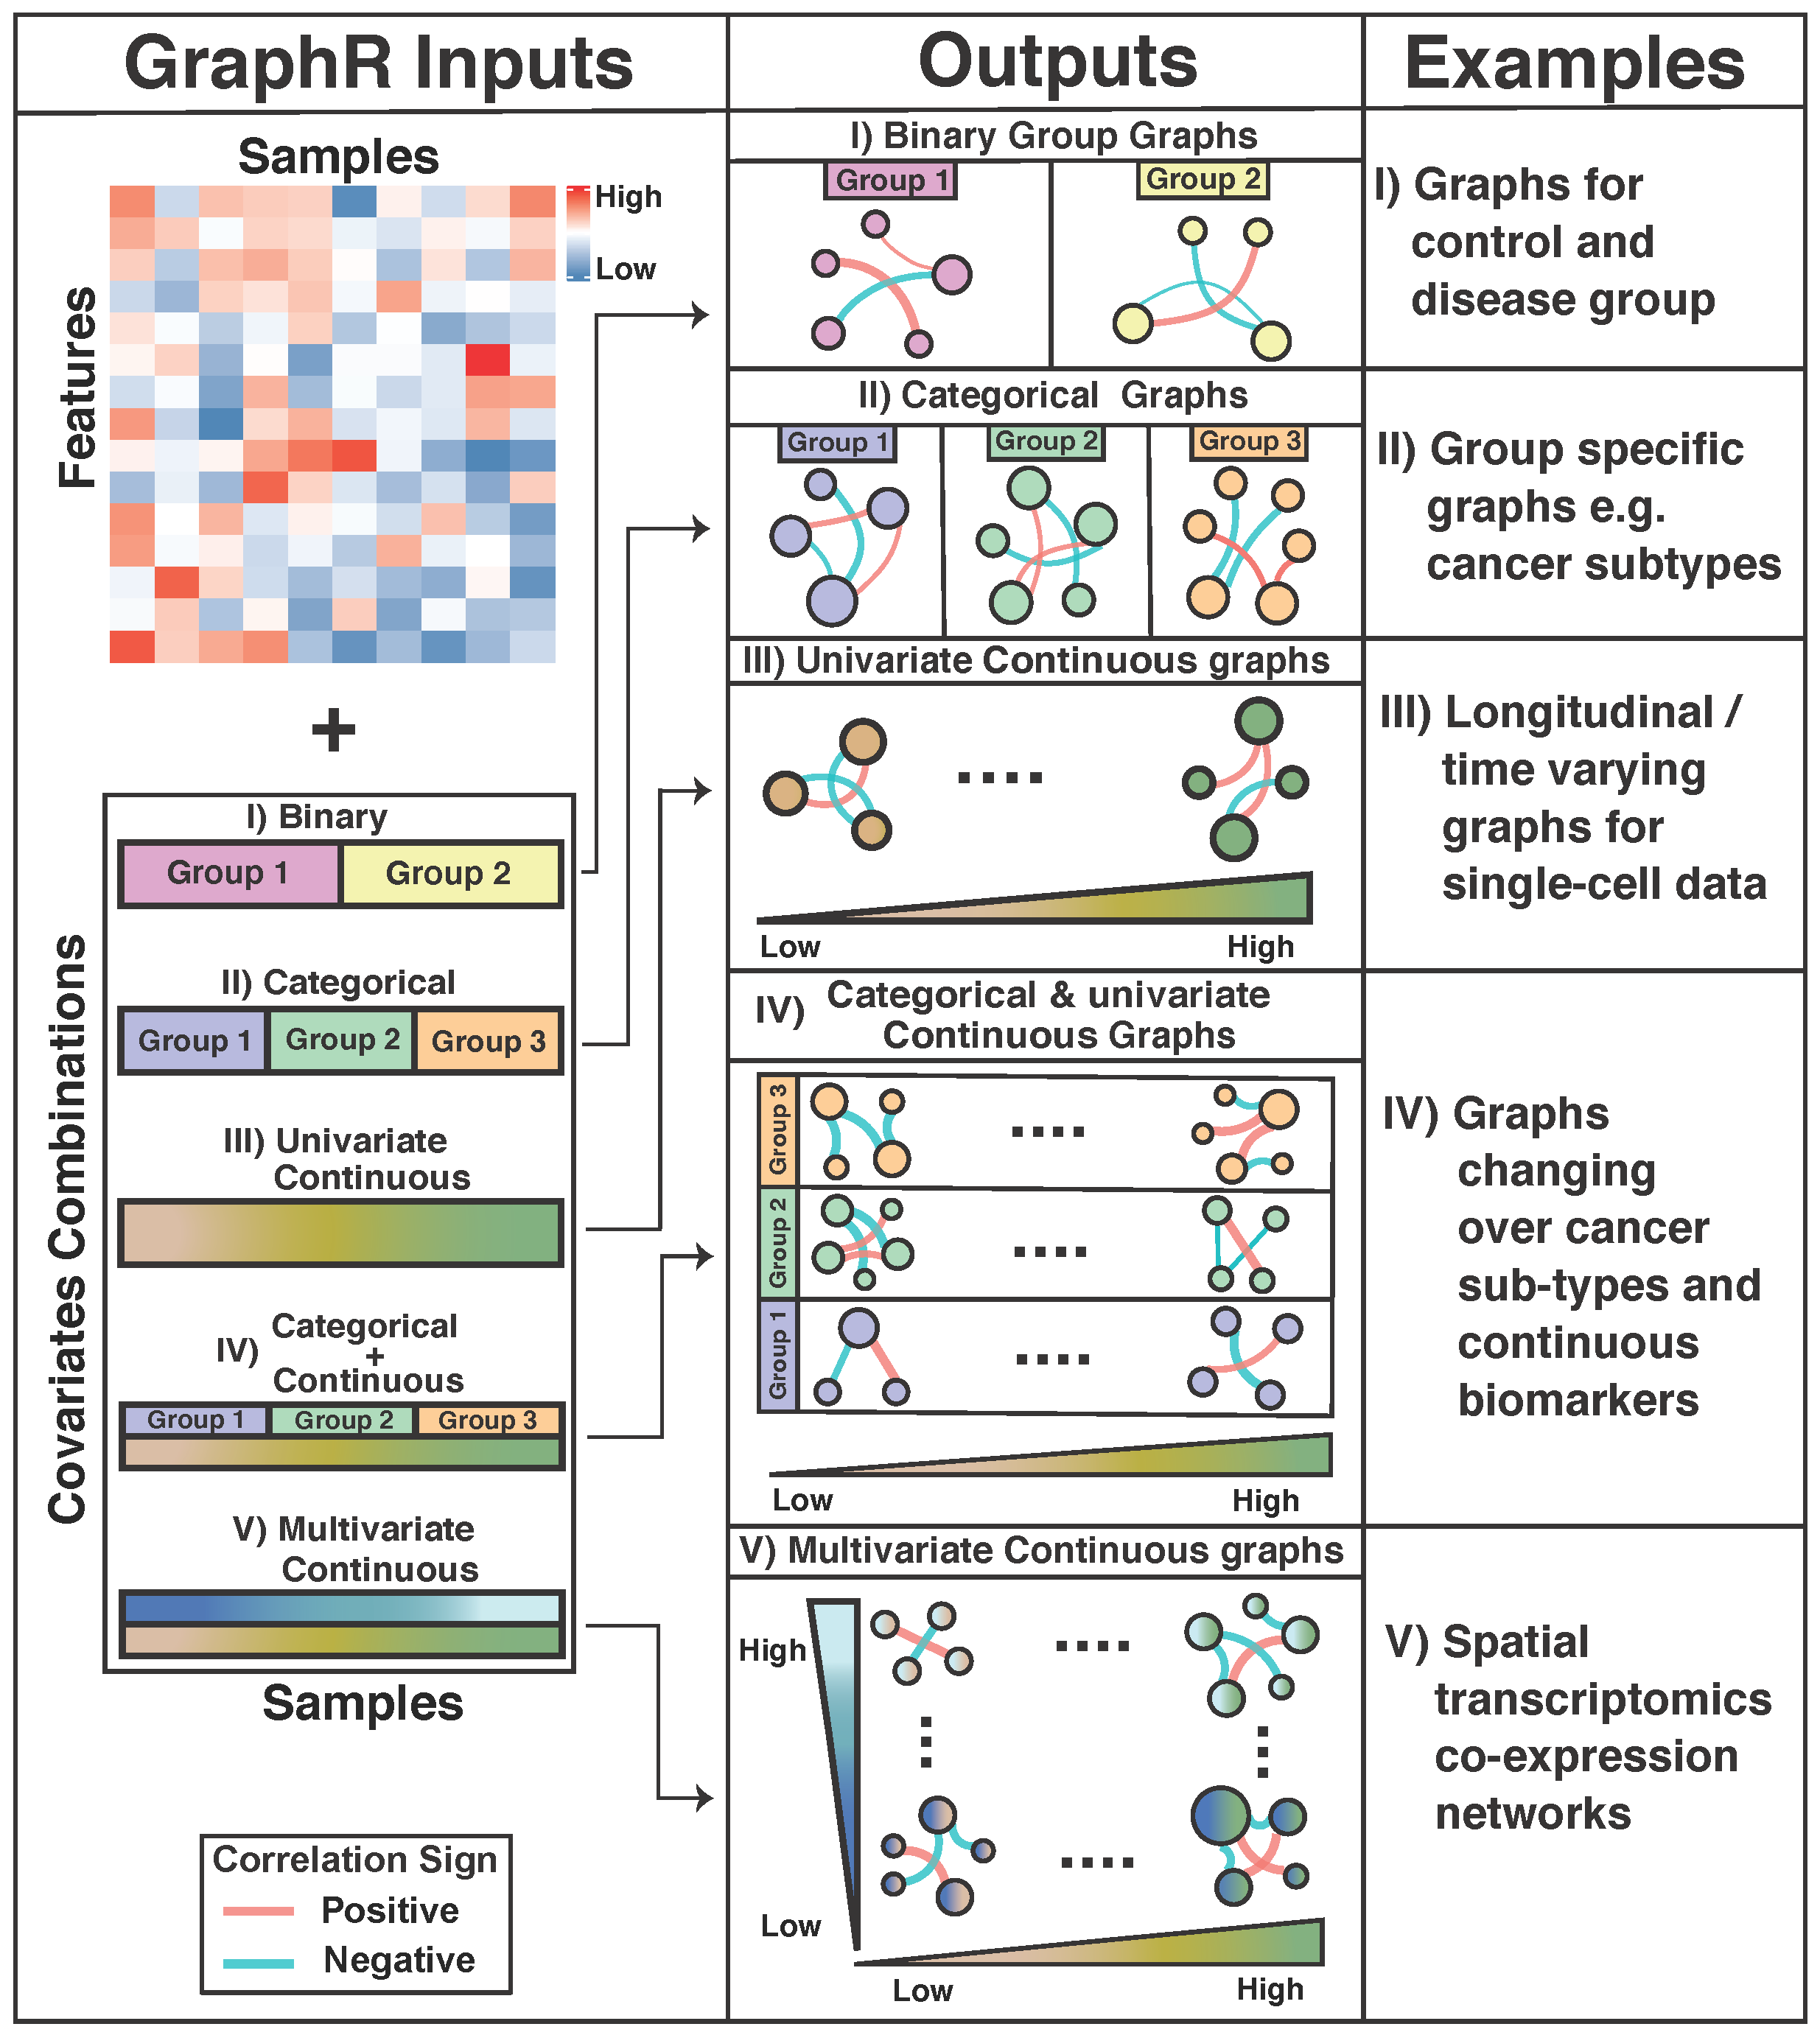 GraphR Inputs
Outputs
Examples
Samples
High
Low
Features
+
Covariates Combinations
I) Binary
Group 1
Group 2
II) Categorical
Group 1
Group 2
Group 3
III) Univariate
Continuous
IV)
Categorical
+
Continuous
Group 1
Group 2
Group 3
V) Multivariate
Continuous
Samples
Correlation Sign
Positive
Negative
I) Binary Group Graphs
Group 1
Group 2
II) Categorical Graphs
Group 1
Group 2
Group 3
III) Univariate Continuous graphs
Low
High
IV)
Categorical & univariate
Continuous Graphs
Group 3
Group 2
Group 1
Low
High
V) Multivariate Continuous graphs
High
Low
Low
High
I) Graphs for
control and
disease group
II) Group specific
graphs e.g.
cancer subtypes
III) Longitudinal /
time varying
graphs for
single-cell data
IV) Graphs
changing
over cancer
sub-types and
continuous
biomarkers
V) Spatial
transcriptomics
co-expression
networks